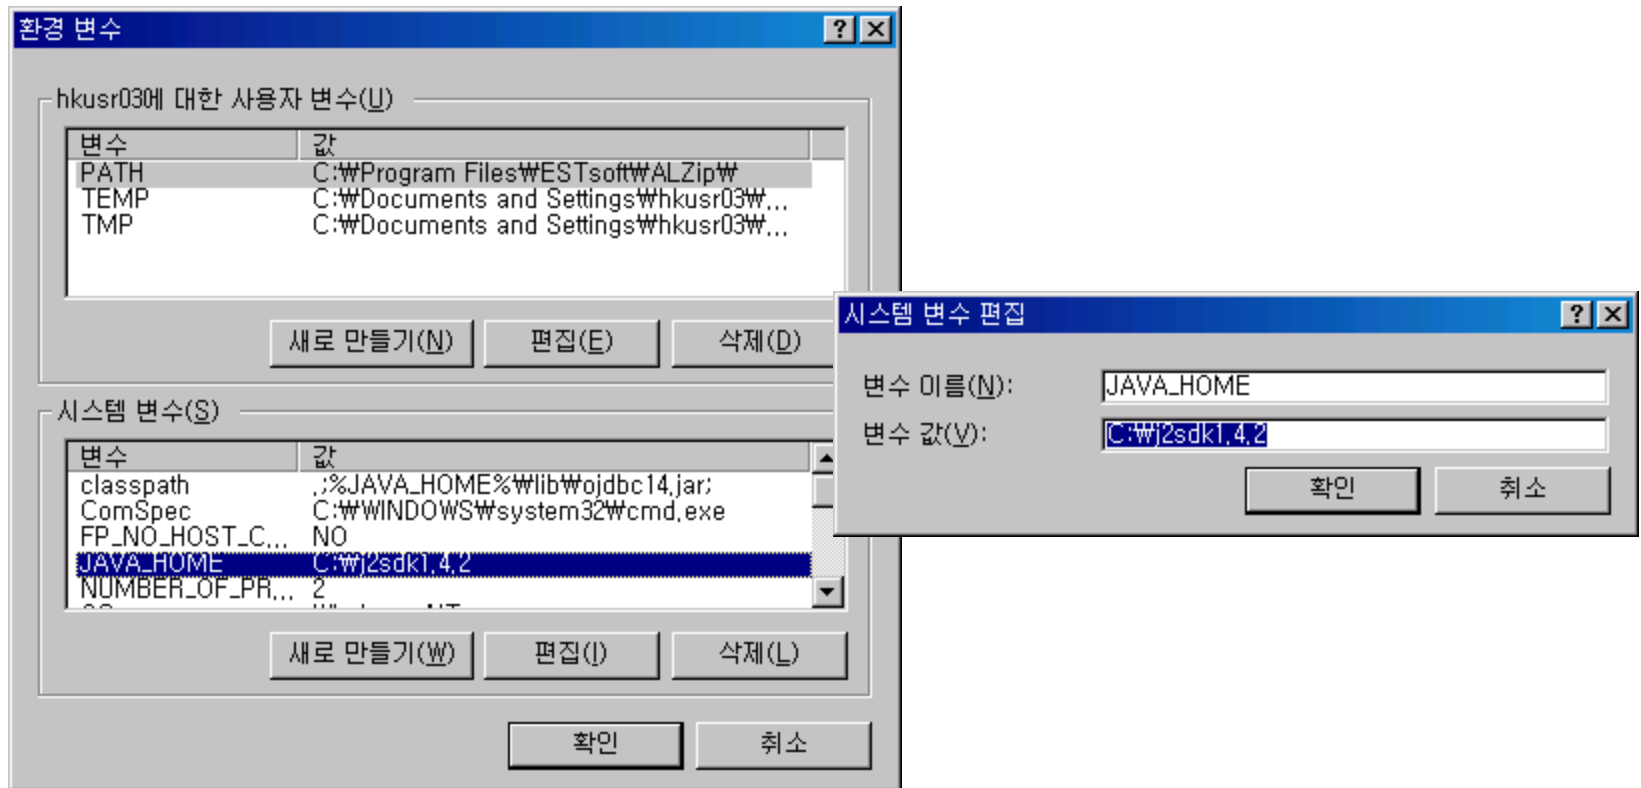 환경 변수
hkusr03에 대한 사용자 변수(U)
변수 값
PATH C:₩Program Files₩ESTsoft₩ALZip₩
TEMP C:₩Documents and Settings₩hkusr03₩...
TMP C:₩Documents and Settings₩hkusr03₩...
새로 만들기(N) 편집(E) 삭제(D)
시스템 변수(S)
변수 값
classpath .;%JAVA_HOME%₩lib₩ojdbc14.jar;
ComSpec C:₩WINDOWS₩system32₩cmd.exe
FP_NO_HOST_C... NO
JAVA_HOME C:₩j2sdk1.4.2
NUMBER_OF_PR... 2
새로 만들기(W) 편집(I) 삭제(L)
확인 취소
시스템 변수 편집
변수 이름(N): JAVA_HOME
변수 값(V): C:₩j2sdk1.4.2
확인 취소